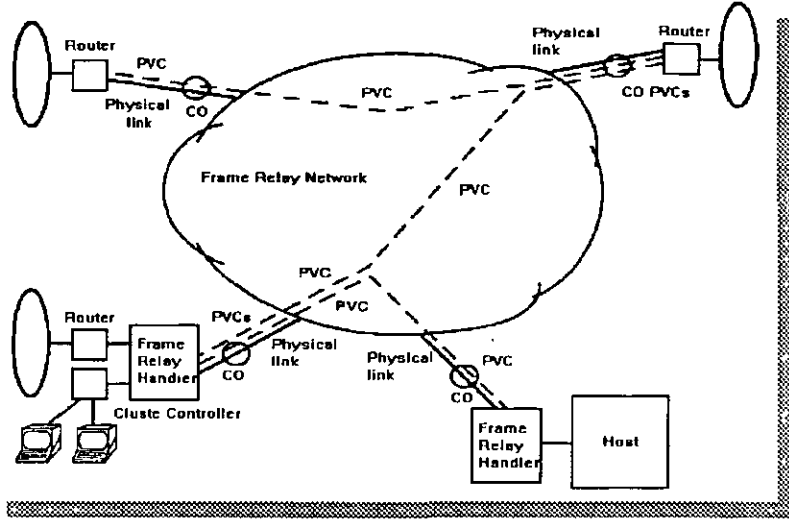 Router
PVC
Physical
link
CO
PVC
Physical
link
Router
CO PVCs
Frame Relay Network
PVC
PVC
PVC
PVCs
Physical
link
CO
Router
Frame
Relay
Handler
Cluste Controller
Physical
link
PVC
CO
Frame
Relay
Handler
Host